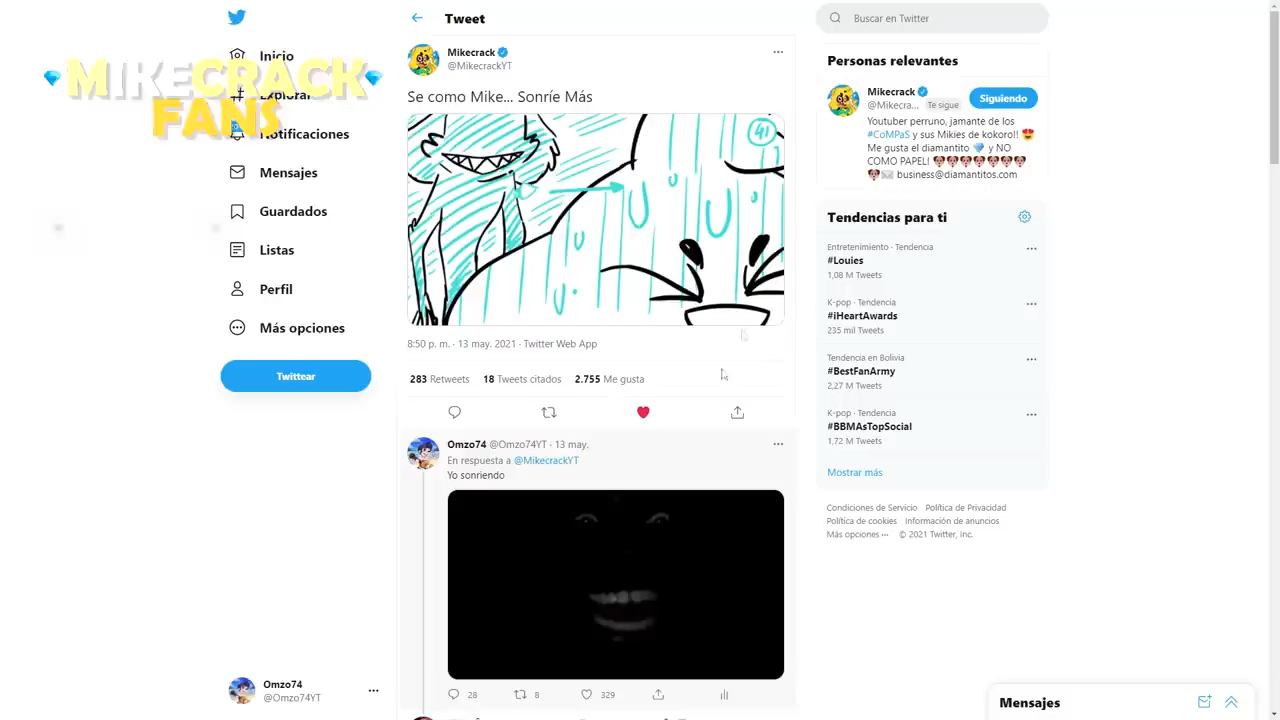 Tweet
Buscar en Twitter
MIKECRACK
FANS
Inicio
Explorar
Notificaciones
Mensajes
Guardados
Listas
Perfil
Más opciones
Twittear
Omzo74
@Omzo74YT
Mikecrack
@MikecrackYT
Se como Mike... Sonríe Más
41
8:50 p. m. · 13 may. 2021 · Twitter Web App
283 Retweets 18 Tweets citados 2.755 Me gusta
Omzo74 @Omzo74YT · 13 may.
En respuesta a @MikecrackYT
Yo sonriendo
28 8 329
Personas relevantes
Mikecrack
@Mikecra... Te sigue
Siguiendo
Youtuber perruno, jamante de los
#CoMPaS y sus Mikies de kokoro!! 😍
Me gusta el diamantito 💎 y NO
COMO PAPEL! 🐶🐶🐶🐶🐶🐶🐶
🐶✉️ business@diamantitos.com
Tendencias para ti
Entretenimiento · Tendencia
#Louies
1,08 M Tweets
K-pop · Tendencia
#iHeartAwards
235 mil Tweets
Tendencia en Bolivia
#BestFanArmy
2,27 M Tweets
K-pop · Tendencia
#BBMAsTopSocial
1,72 M Tweets
Mostrar más
Condiciones de Servicio Política de Privacidad
Política de cookies Información de anuncios
Más opciones ··· © 2021 Twitter, Inc.
Mensajes